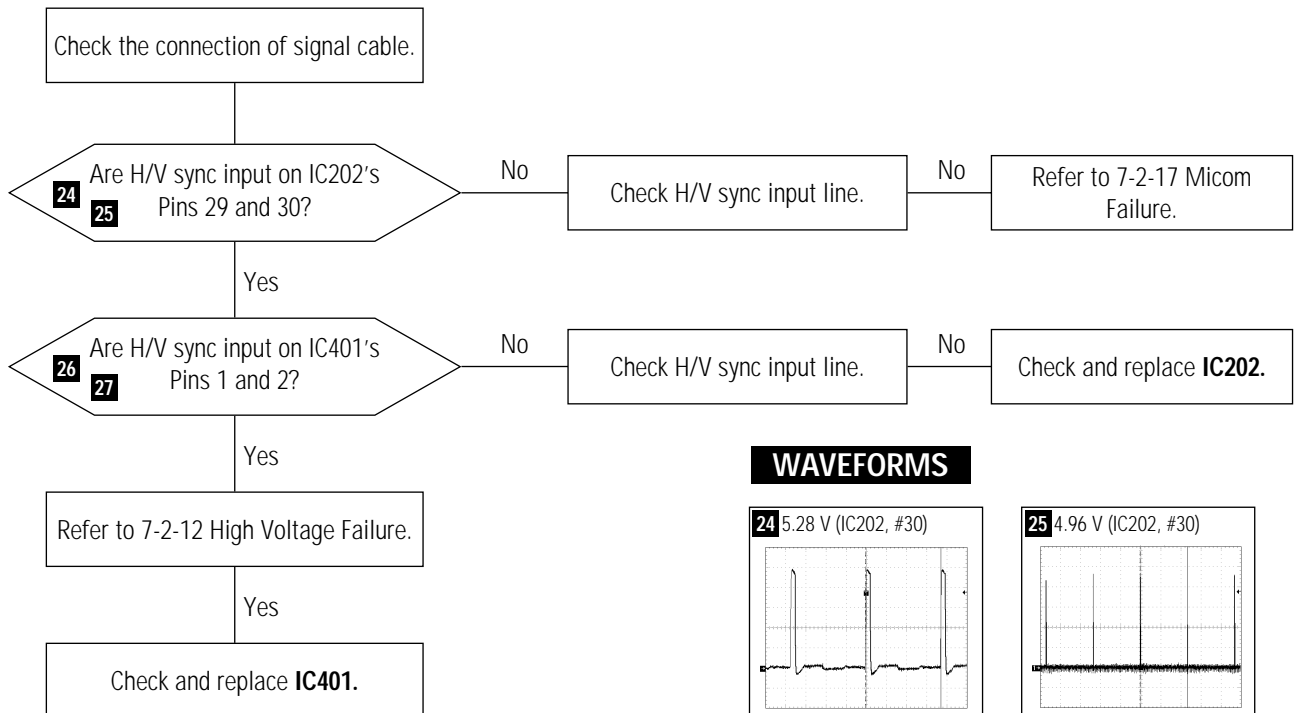 Check the connection of signal cable.
24
25
Are H/V sync input on IC202's
Pins 29 and 30?
No
Check H/V sync input line.
No
Refer to 7-2-17 Micom
Failure.
Yes
26
27
Are H/V sync input on IC401's
Pins 1 and 2?
No
Check H/V sync input line.
No
Check and replace IC202.
Yes
Refer to 7-2-12 High Voltage Failure.
Yes
Check and replace IC401.
WAVEFORMS
24 5.28 V (IC202, #30)
25 4.96 V (IC202, #30)